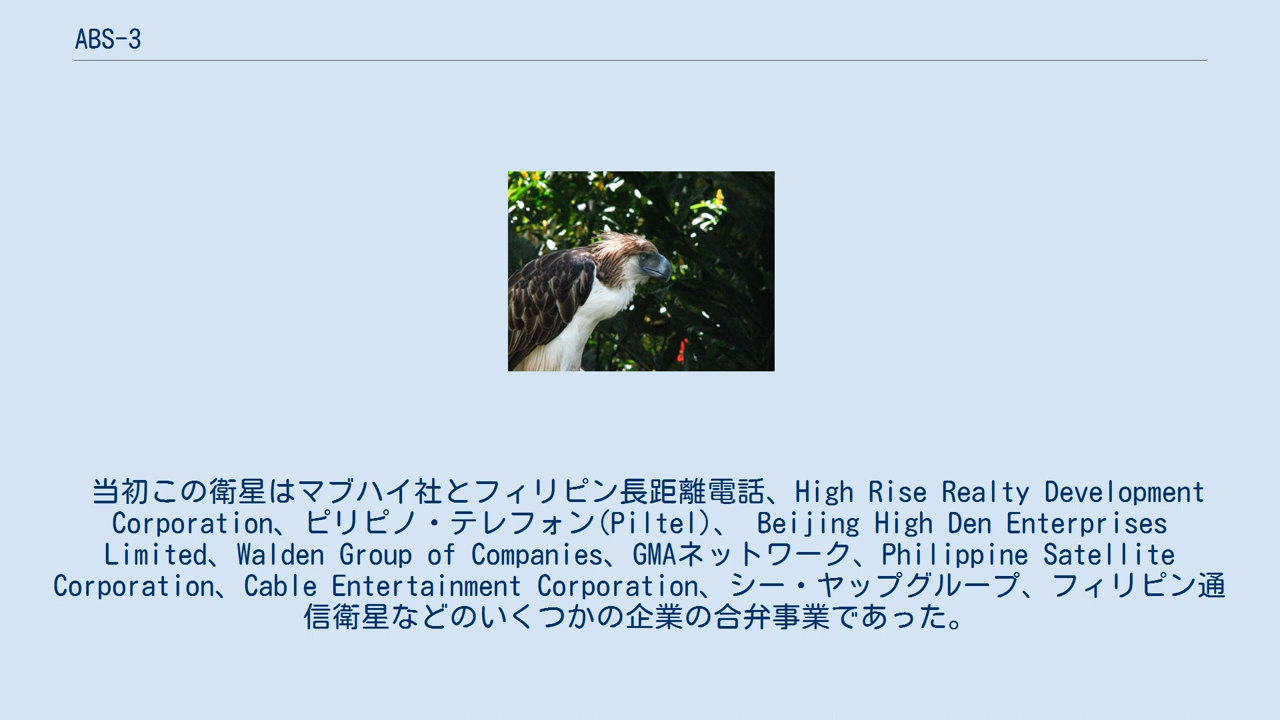 ABS-3
当初この衛星はマブハイ社とフィリピン長距離電話、High Rise Realty Development
Corporation、ピリピノ・テレフォン(Piltel)、 Beijing High Den Enterprises
Limited、Walden Group of Companies、GMAネットワーク、Philippine Satellite
Corporation、Cable Entertainment Corporation、シー・ヤップグループ、フィリピン通
信衛星などのいくつかの企業の合弁事業であった。